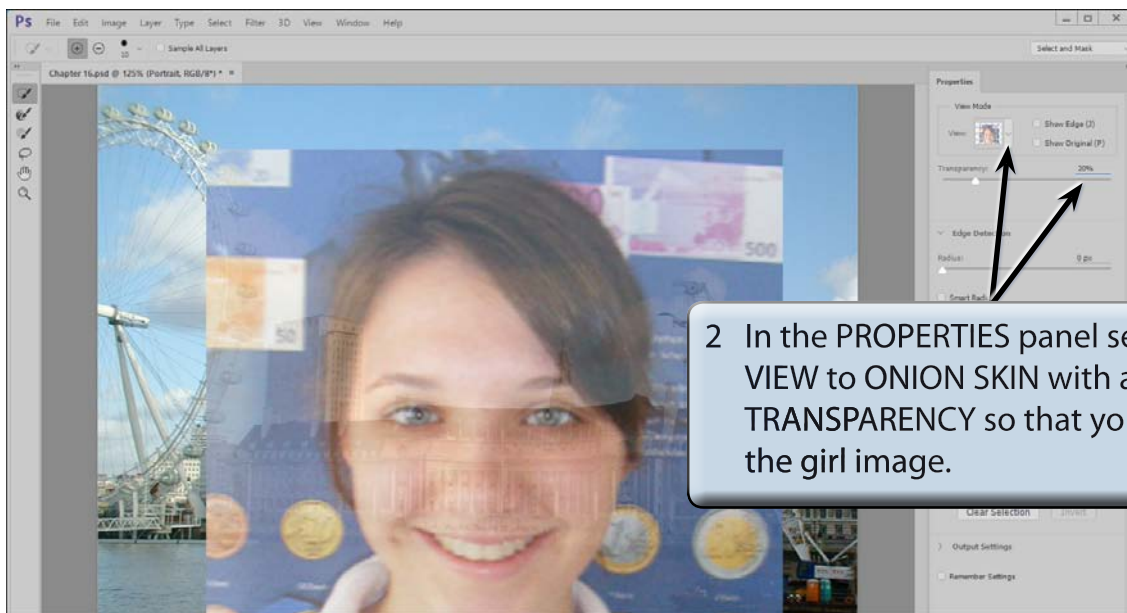 Ps File Edit Image Layer Type Select Filter 3D View Window Help
10 Sample All Layers Select and Mask
Chapter 16.psd @ 125% (Portrait, RGB/8*) * ×
Properties
View Mode
View: Show Edge (J)
Show Original (P)
Transparency: 20%
500
50
Edge Detection
Radius: 0 px
Smart Radi
2 In the PROPERTIES panel se
VIEW to ONION SKIN with a
TRANSPARENCY so that yo
the girl image.
Clear Selection Invert
Output Settings
Remember Settings